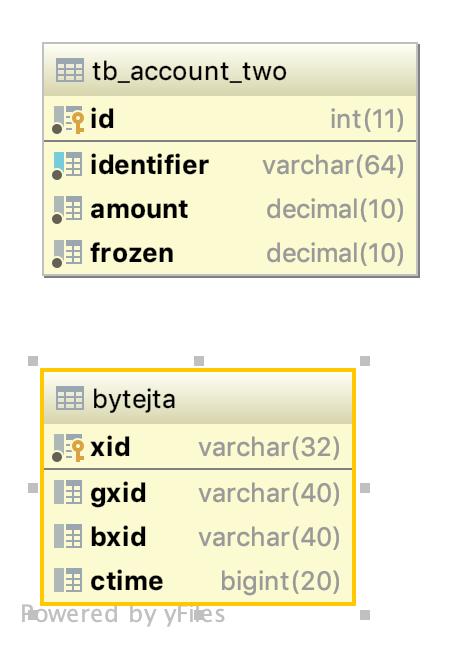 tb_account_two
id int(11)
identifier varchar(64)
amount decimal(10)
frozen decimal(10)
bytejta
xid varchar(32)
gxid varchar(40)
bxid varchar(40)
ctime bigint(20)
Powered by yFiles